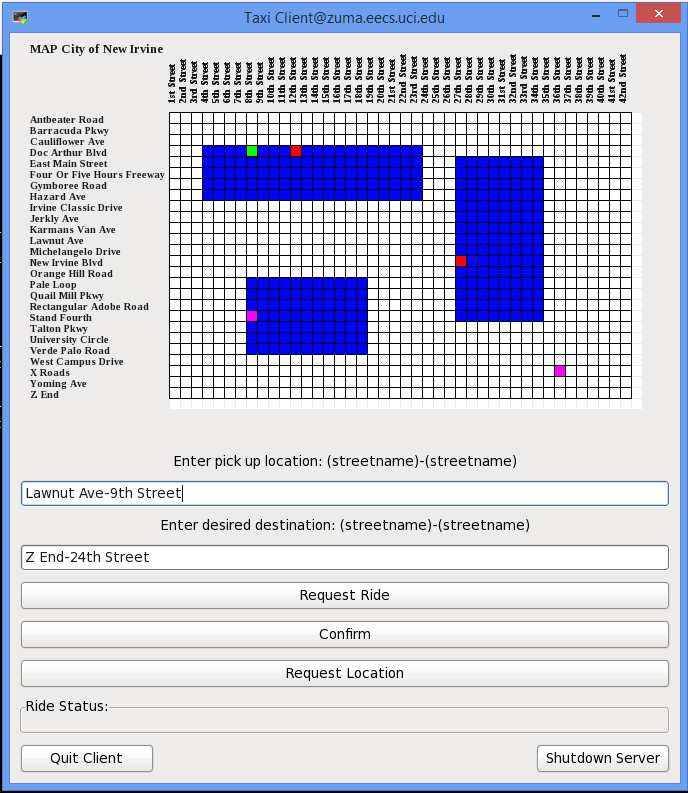 Taxi Client@zuma.eecs.uci.edu
MAP City of New Irvine
1st Street
2nd Street
3rd Street
4th Street
5th Street
6th Street
7th Street
8th Street
9th Street
10th Street
11th Street
12th Street
13th Street
14th Street
15th Street
16th Street
17th Street
18th Street
19th Street
20th Street
21st Street
22nd Street
23rd Street
24th Street
25th Street
26th Street
27th Street
28th Street
29th Street
30th Street
31st Street
32nd Street
33rd Street
34th Street
35th Street
36th Street
37th Street
38th Street
39th Street
40th Street
41st Street
42nd Street
Antbeater Road
Barracuda Pkwy
Cauliflower Ave
Doc Arthur Blvd
East Main Street
Four Or Five Hours Freeway
Gymboree Road
Hazard Ave
Irvine Classic Drive
Jerkly Ave
Karmans Van Ave
Lawnut Ave
Michelangelo Drive
New Irvine Blvd
Orange Hill Road
Pale Loop
Quail Mill Pkwy
Rectangular Adobe Road
Stand Fourth
Talton Pkwy
University Circle
Verde Palo Road
West Campus Drive
X Roads
Yoming Ave
Z End
Enter pick up location: (streetname)-(streetname)
Lawnut Ave-9th Street
Enter desired destination: (streetname)-(streetname)
Z End-24th Street
Request Ride
Confirm
Request Location
Ride Status:
Quit Client
Shutdown Server